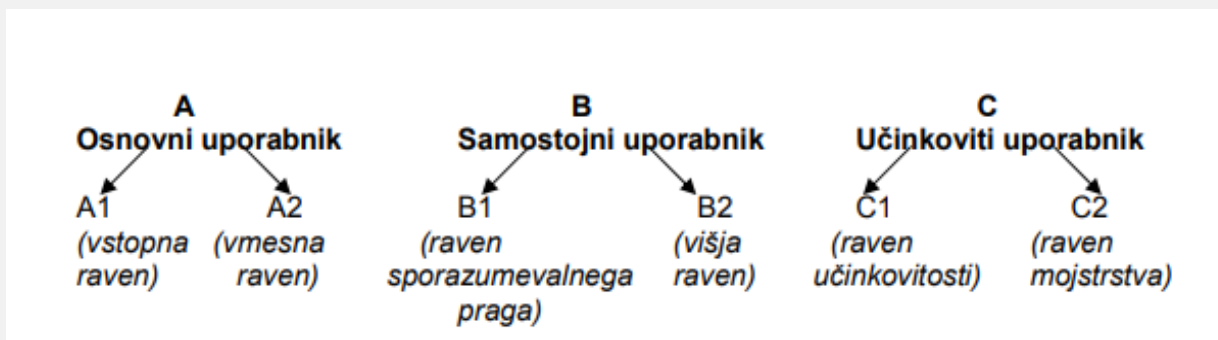 A B C
Osnovni uporabnik Samostojni uporabnik Učinkoviti uporabnik
A1 A2 B1 B2 C1 C2
(vstopna (vmesna (raven (višja (raven (raven
raven) raven) sporazumevalnega raven) učinkovitosti) mojstrstva)
praga)